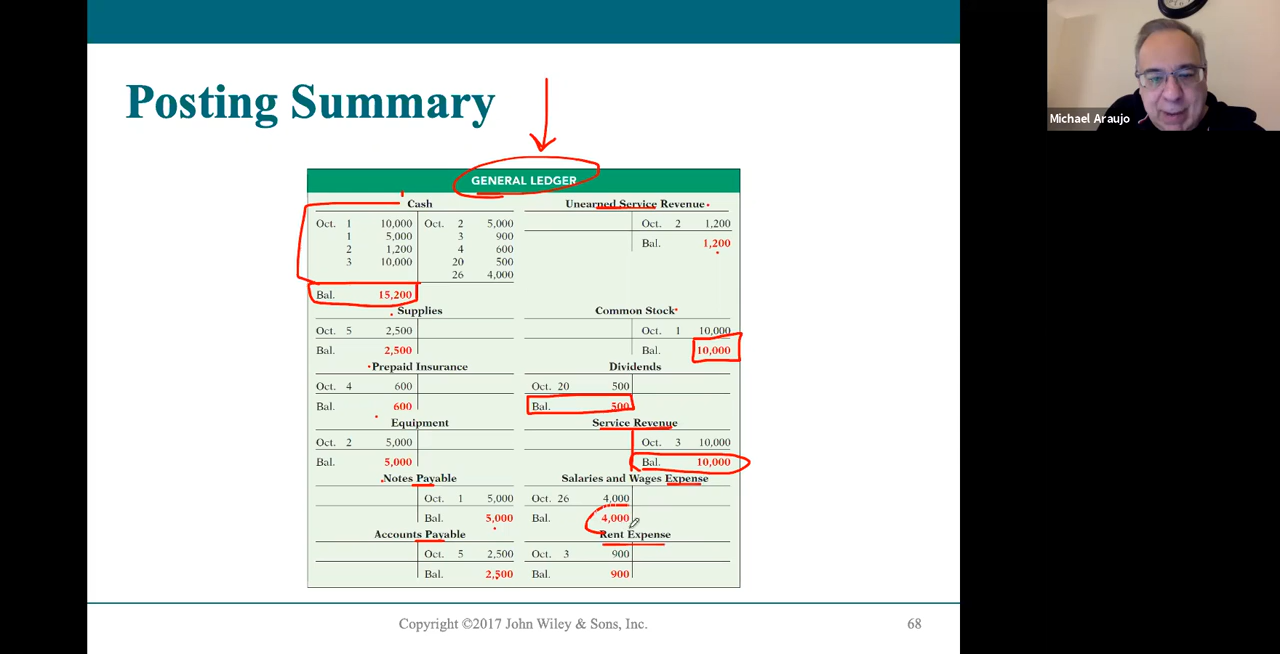 Posting Summary
Michael Araujo
GENERAL LEDGER
Cash
Oct. 1 10,000 Oct. 2 5,000
1 5,000 3 900
2 1,200 4 600
3 10,000 20 500
26 4,000
Bal. 15,200
Supplies
Oct. 5 2,500
Bal. 2,500
Prepaid Insurance
Oct. 4 600
Bal. 600
Equipment
Oct. 2 5,000
Bal. 5,000
Notes Payable
Oct. 1 5,000
Bal. 5,000
Accounts Payable
Oct. 5 2,500
Bal. 2,500
Unearned Service Revenue
Oct. 2 1,200
Bal. 1,200
Common Stock
Oct. 1 10,000
Bal. 10,000
Dividends
Oct. 20 500
Bal. 500
Service Revenue
Oct. 3 10,000
Bal. 10,000
Salaries and Wages Expense
Oct. 26 4,000
Bal. 4,000
Rent Expense
Oct. 3 900
Bal. 900
Copyright ©2017 John Wiley & Sons, Inc.
68